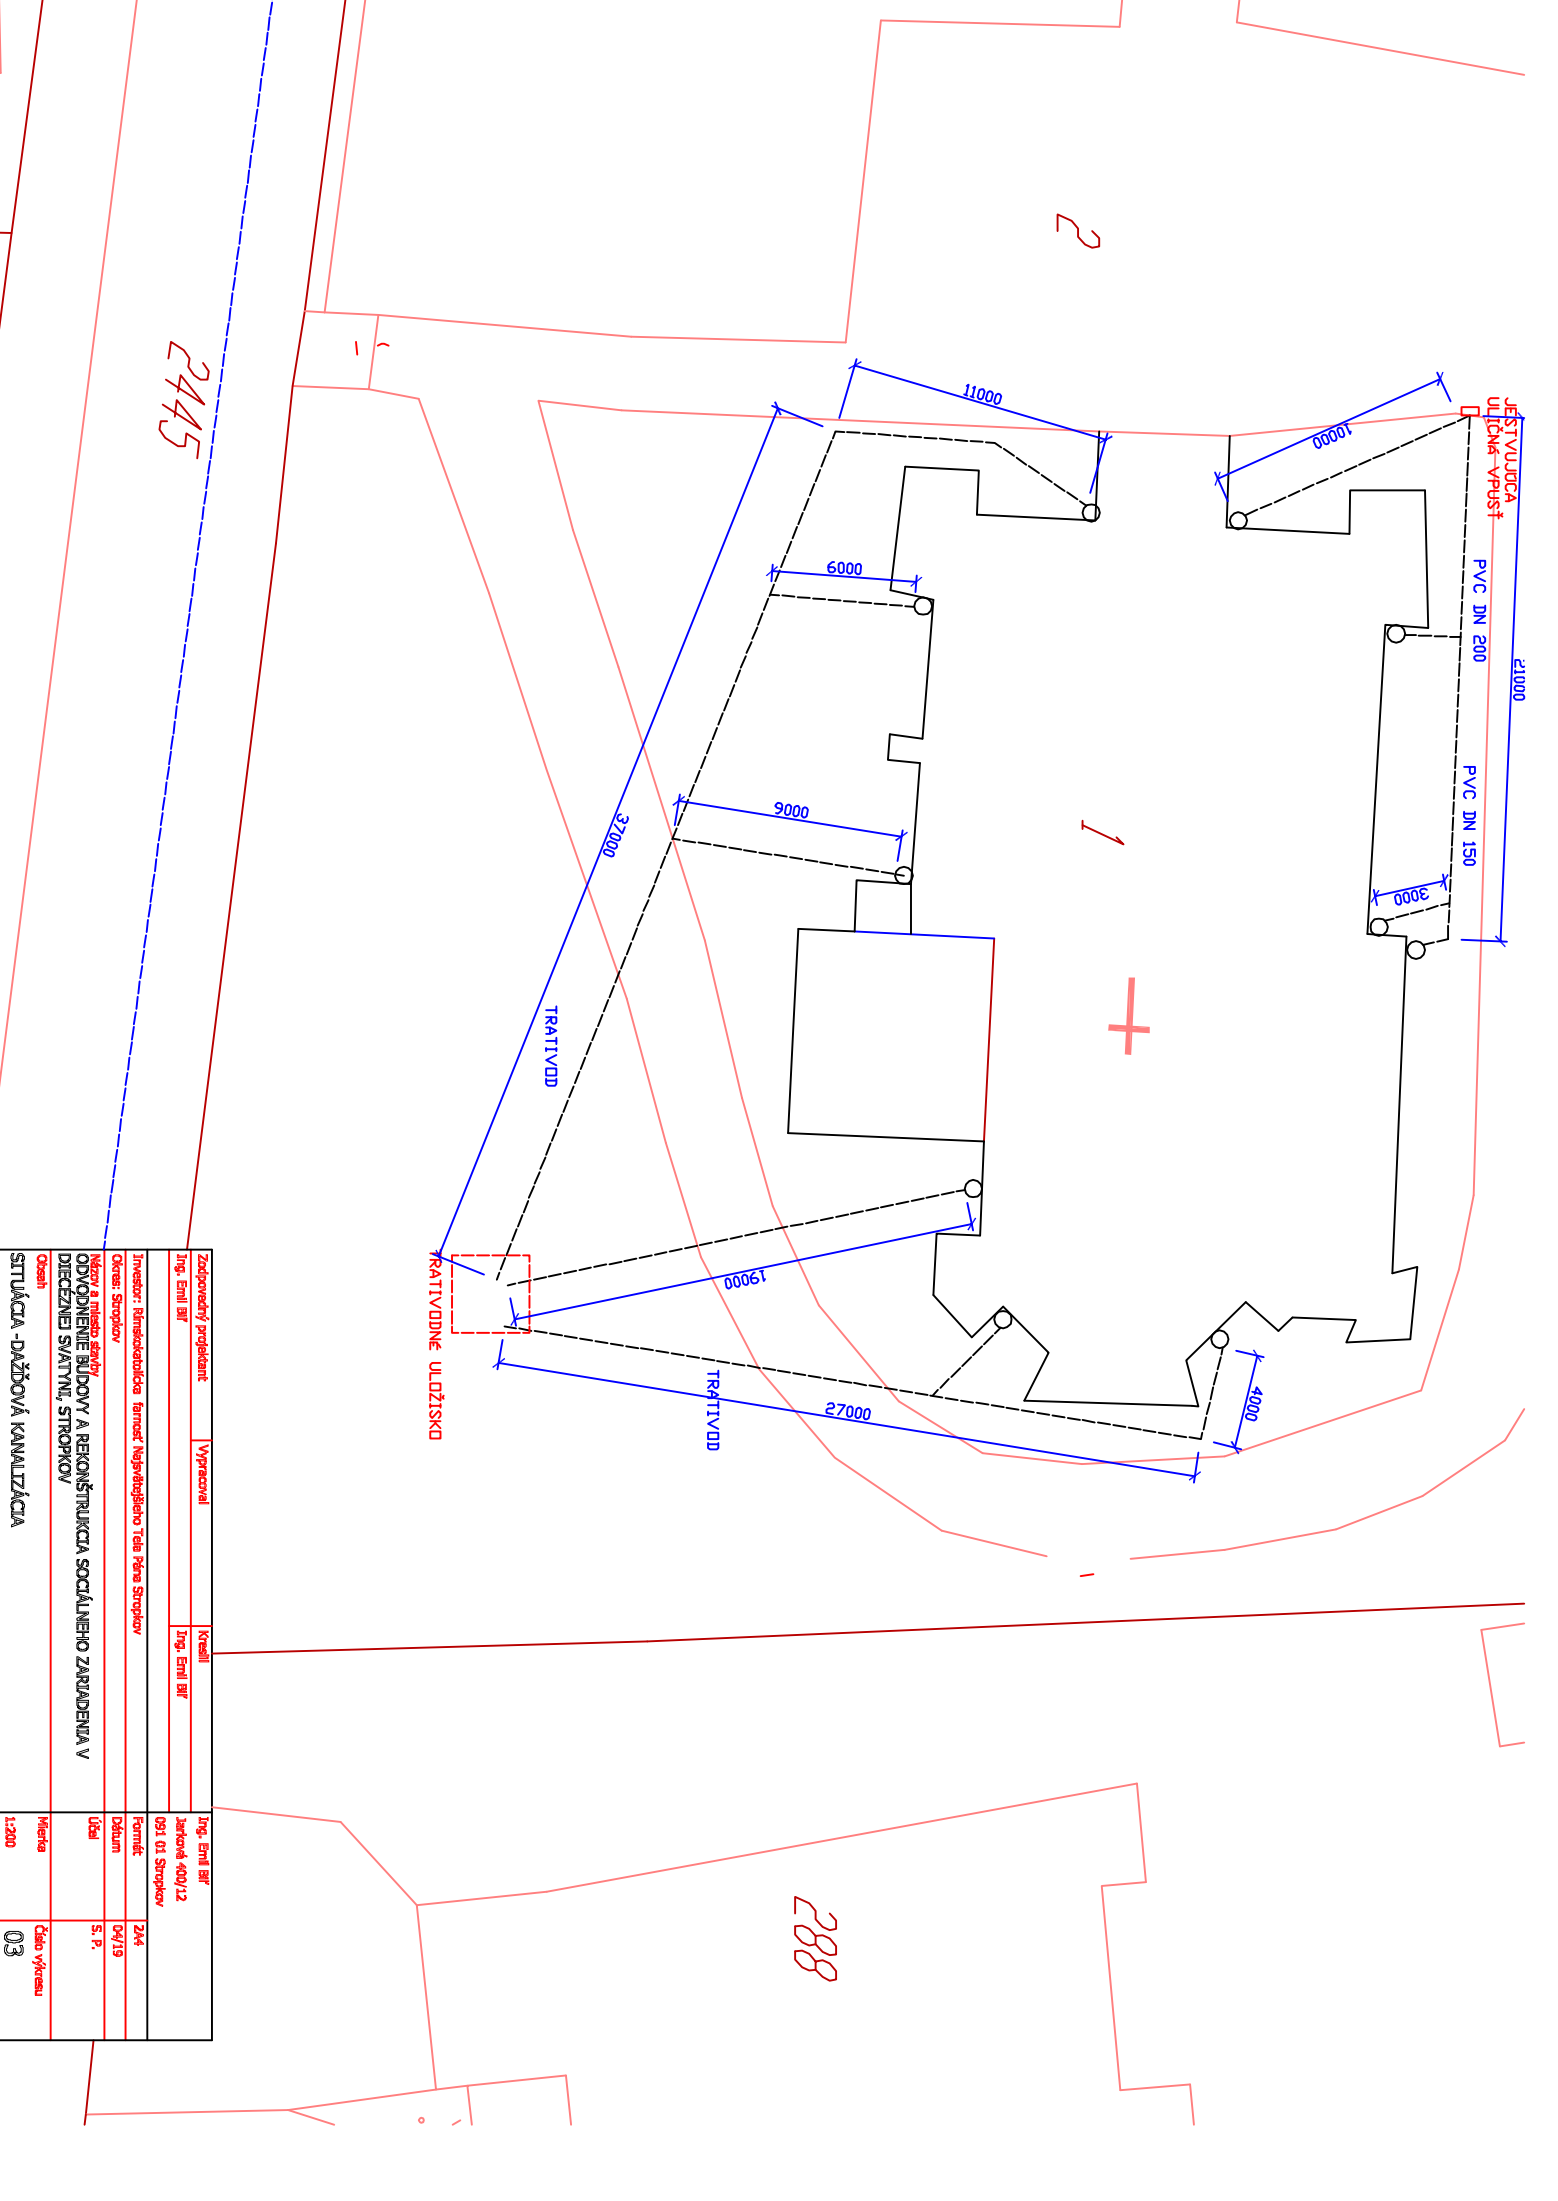 JESTVUJÚCA
ULIČNÁ VPUSŤ
PVC DN 200
PVC DN 150
21000
10000
3000
11000
6000
9000
37000
19000
27000
4000
TRATIVOD
TRATIVOD
TRATIVODNÉ ULOŽISKO
2
1
2445
288
Zodpovedný projektant
Vypracoval
Kreslil
Ing. Emil Biľ
Ing. Emil Biľ
Ing. Emil Biľ
Jarková 400/12
091 01 Stropkov
Investor: Rímskokatolícka farnosť Najsvätejšieho Tela Pána Stropkov
Formát
2A4
Okres: Stropkov
Dátum
04/19
Názov a miesto stavby
Účel
S. P.
ODVODNENIE BUDOVY A REKONŠTRUKCIA SOCIÁLNEHO ZARIADENIA V
DIECÉZNEJ SVATYNI, STROPKOV
Obsah
Mierka
Číslo výkresu
SITUÁCIA -DAŽĎOVÁ KANALIZÁCIA
1:200
03